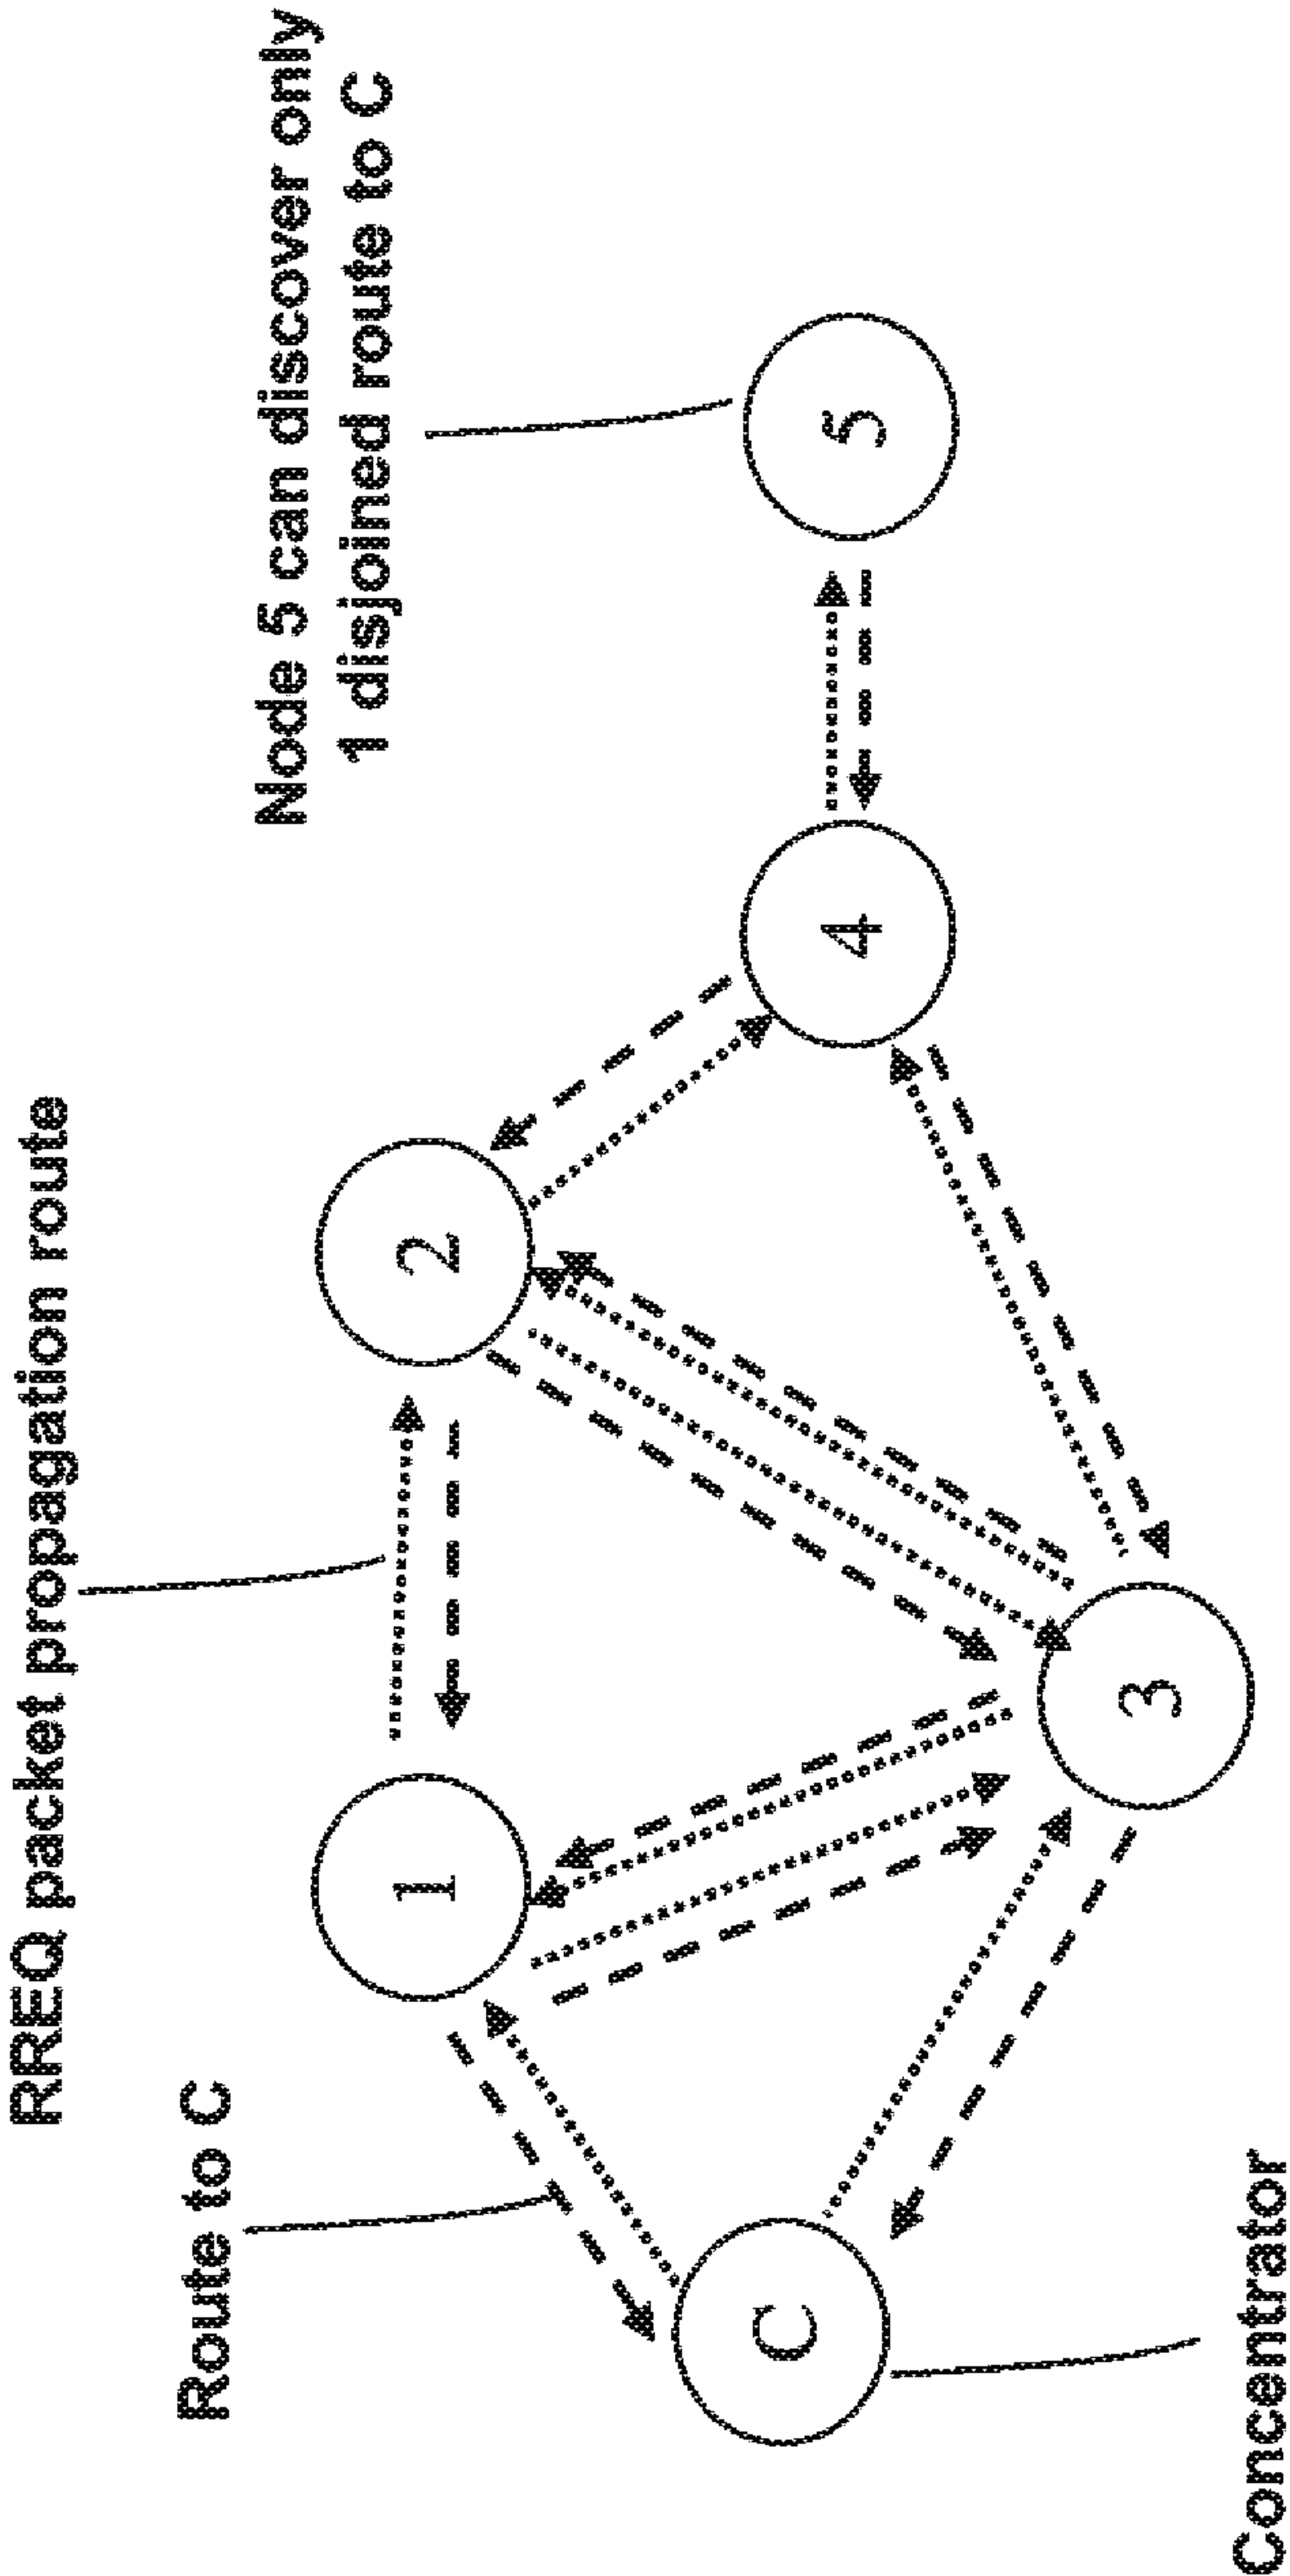 RREQ packet propagation route
Route to C
Node 5 can discover only
1 disjoined route to C
1
2
C
4
5
3
Concentrator